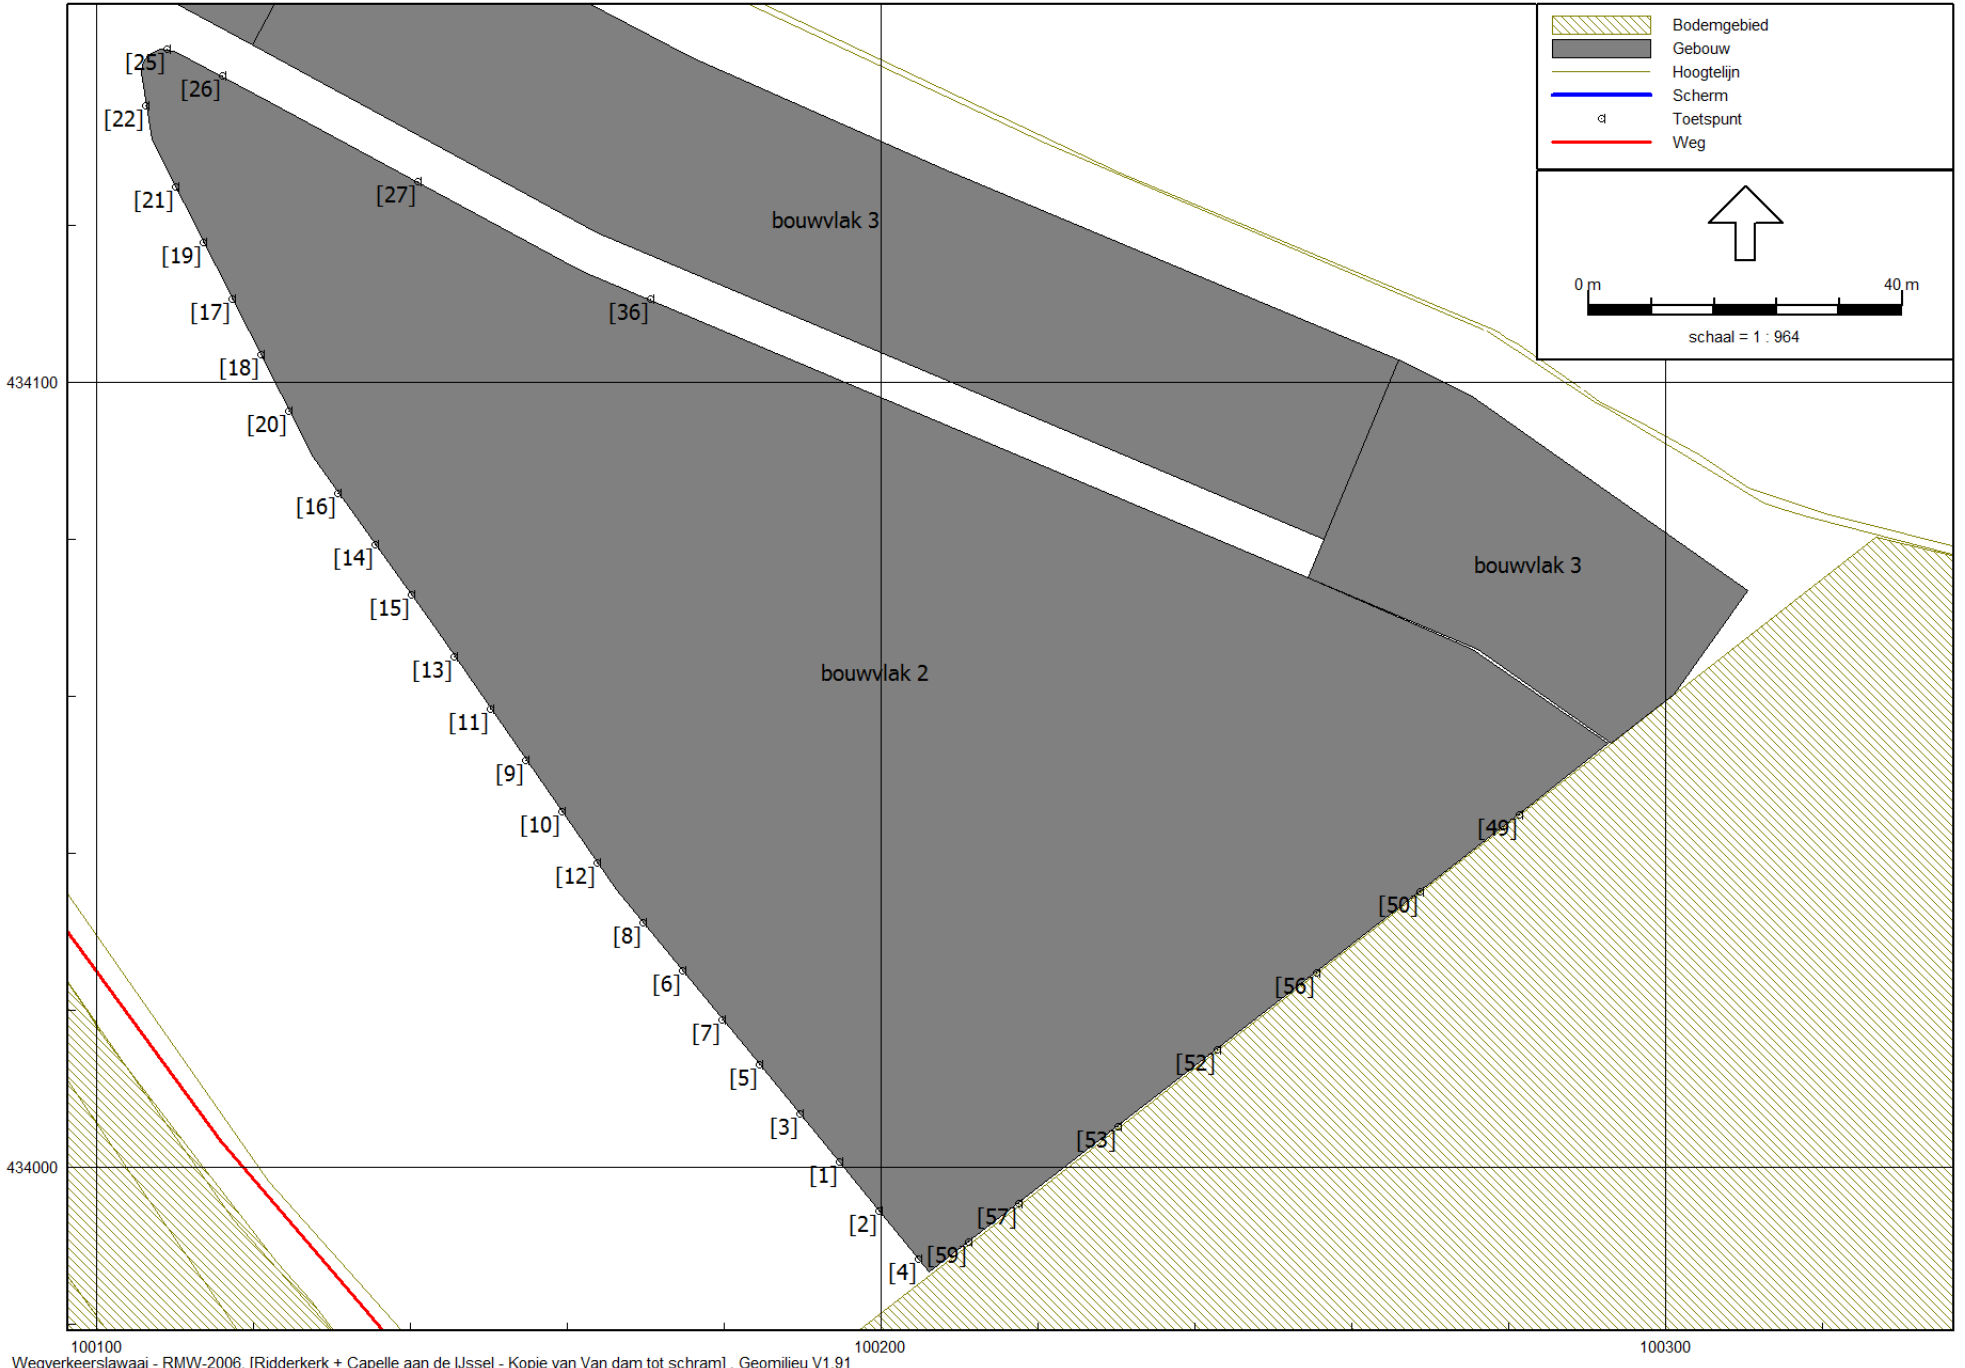 Bodemgebied
Gebouw
Hoogtelijn
Scherm
Toetspunt
Weg
0 m
40 m
schaal = 1 : 964
[25]
[26]
[22]
[27]
[21]
bouwvlak 3
[19]
[17]
[36]
[18]
434100
[20]
[16]
[14]
bouwvlak 3
[15]
[13]
bouwvlak 2
[11]
[9]
[10]
[49]
[12]
[50]
[8]
[6]
[56]
[7]
[5]
[52]
[3]
[53]
434000
[1]
[2]
[57]
[59]
[4]
100100
100200
100300
Wegverkeerslawaai - RMW-2006, [Ridderkerk + Capelle aan de IJssel - Kopie van Van dam tot schram] , Geomilieu V1.91